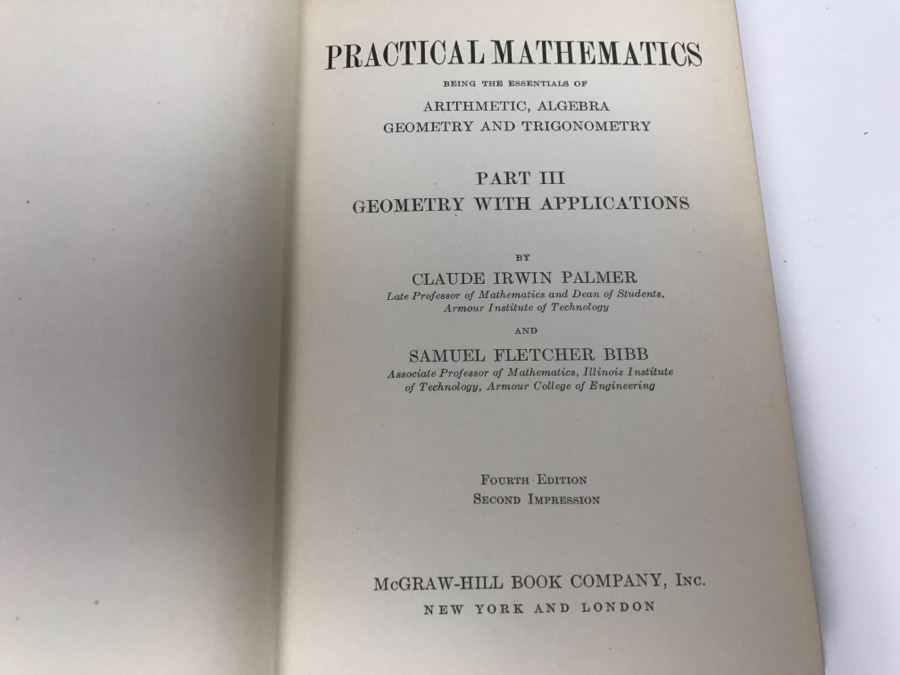 PRACTICAL MATHEMATICS
BEING THE ESSENTIALS OF
ARITHMETIC, ALGEBRA
GEOMETRY AND TRIGONOMETRY
PART III
GEOMETRY WITH APPLICATIONS
BY
CLAUDE IRWIN PALMER
Late Professor of Mathematics and Dean of Students,
Armour Institute of Technology
AND
SAMUEL FLETCHER BIBB
Associate Professor of Mathematics, Illinois Institute
of Technology, Armour College of Engineering
FOURTH EDITION
SECOND IMPRESSION
McGRAW-HILL BOOK COMPANY, INC.
NEW YORK AND LONDON